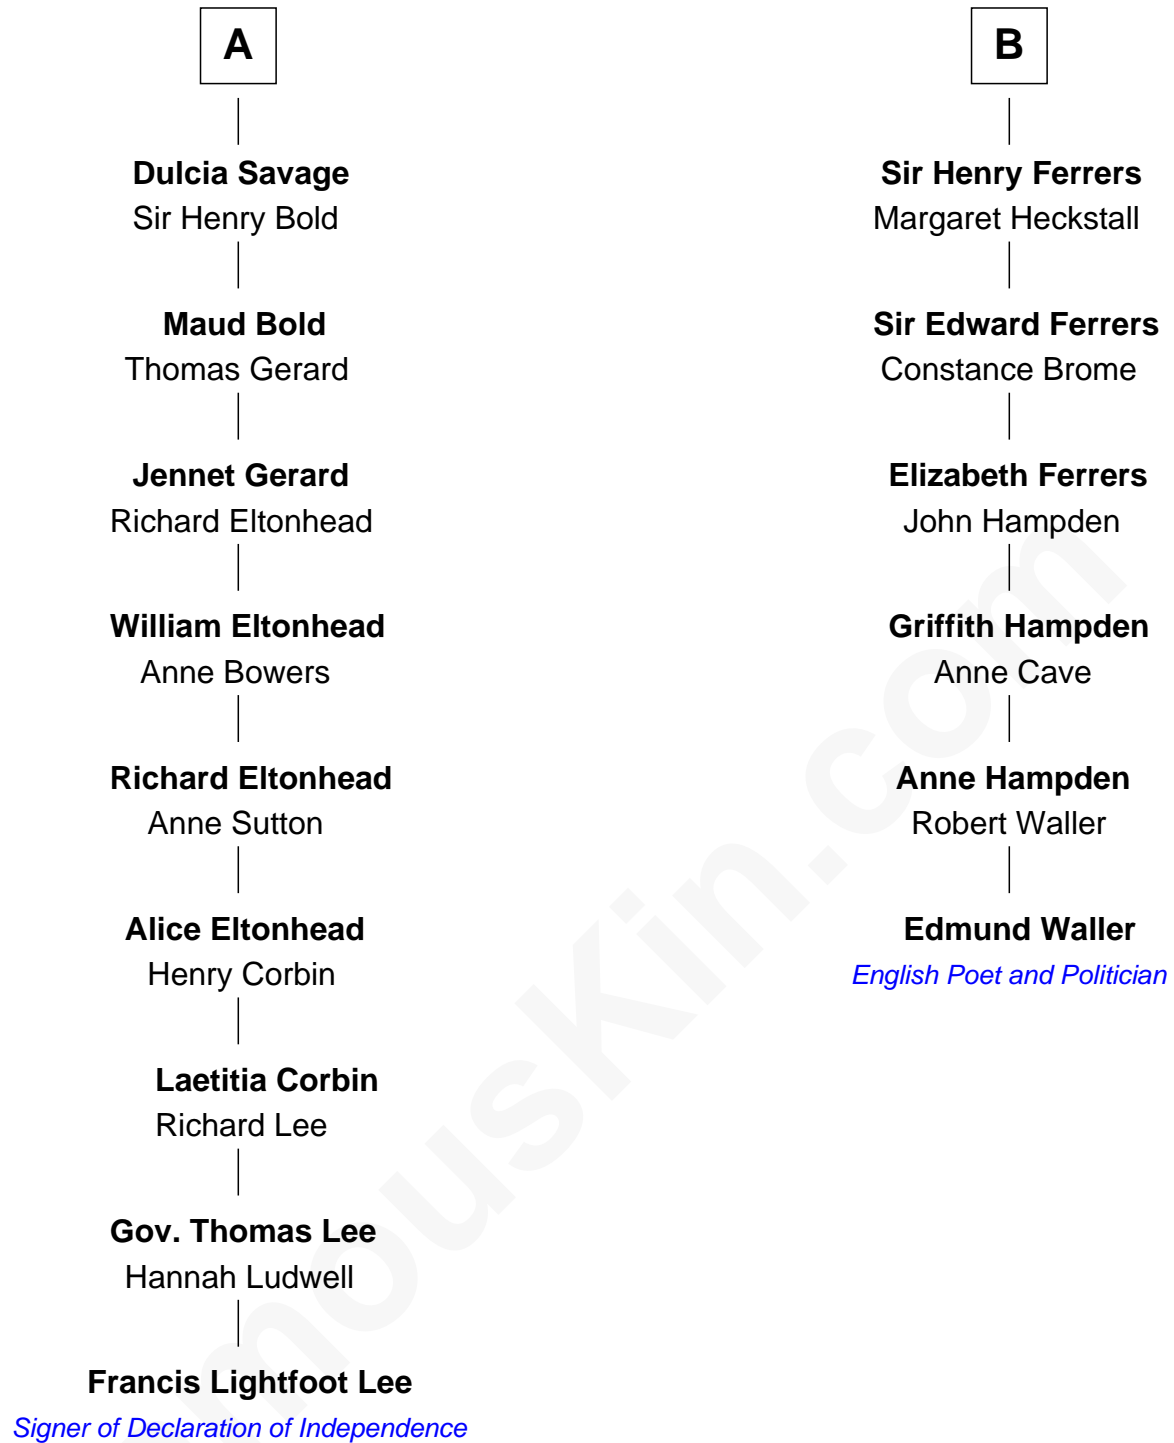 A
Dulcia Savage
Sir Henry Bold
Maud Bold
Thomas Gerard
Jennet Gerard
Richard Eltonhead
William Eltonhead
Anne Bowers
Richard Eltonhead
Anne Sutton
Alice Eltonhead
Henry Corbin
Laetitia Corbin
Richard Lee
Gov. Thomas Lee
Hannah Ludwell
Francis Lightfoot Lee
Signer of Declaration of Independence
B
Sir Henry Ferrers
Margaret Heckstall
Sir Edward Ferrers
Constance Brome
Elizabeth Ferrers
John Hampden
Griffith Hampden
Anne Cave
Anne Hampden
Robert Waller
Edmund Waller
English Poet and Politician
mouskin.com